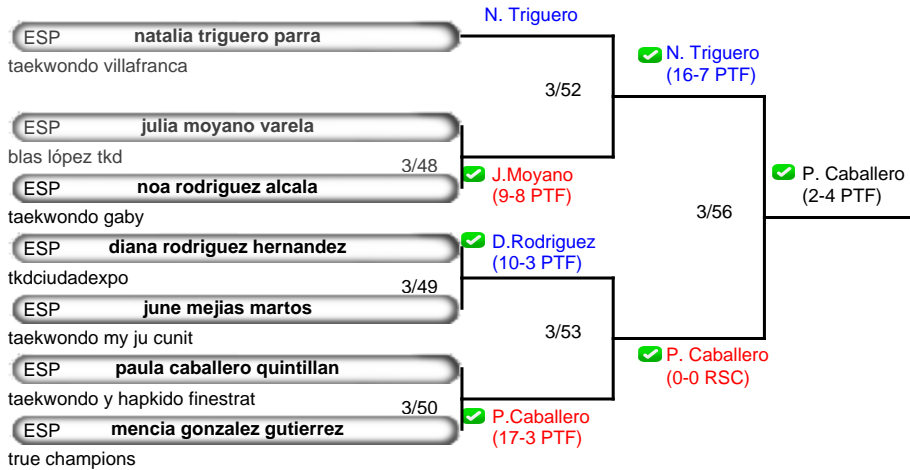 N. Triguero
ESP natalia triguero parra
taekwondo villafranca
N. Triguero
(16-7 PTF)
3/52
ESP julia moyano varela
blas lópez tkd
3/48
J.Moyano
(9-8 PTF)
ESP noa rodriguez alcala
taekwondo gaby
P. Caballero
(2-4 PTF)
3/56
ESP diana rodriguez hernandez
tkdciudadexpo
D.Rodriguez
(10-3 PTF)
3/49
ESP june mejias martos
taekwondo my ju cunit
3/53
P. Caballero
(0-0 RSC)
ESP paula caballero quintillan
taekwondo y hapkido finestrat
3/50
P.Caballero
(17-3 PTF)
ESP mencia gonzalez gutierrez
true champions